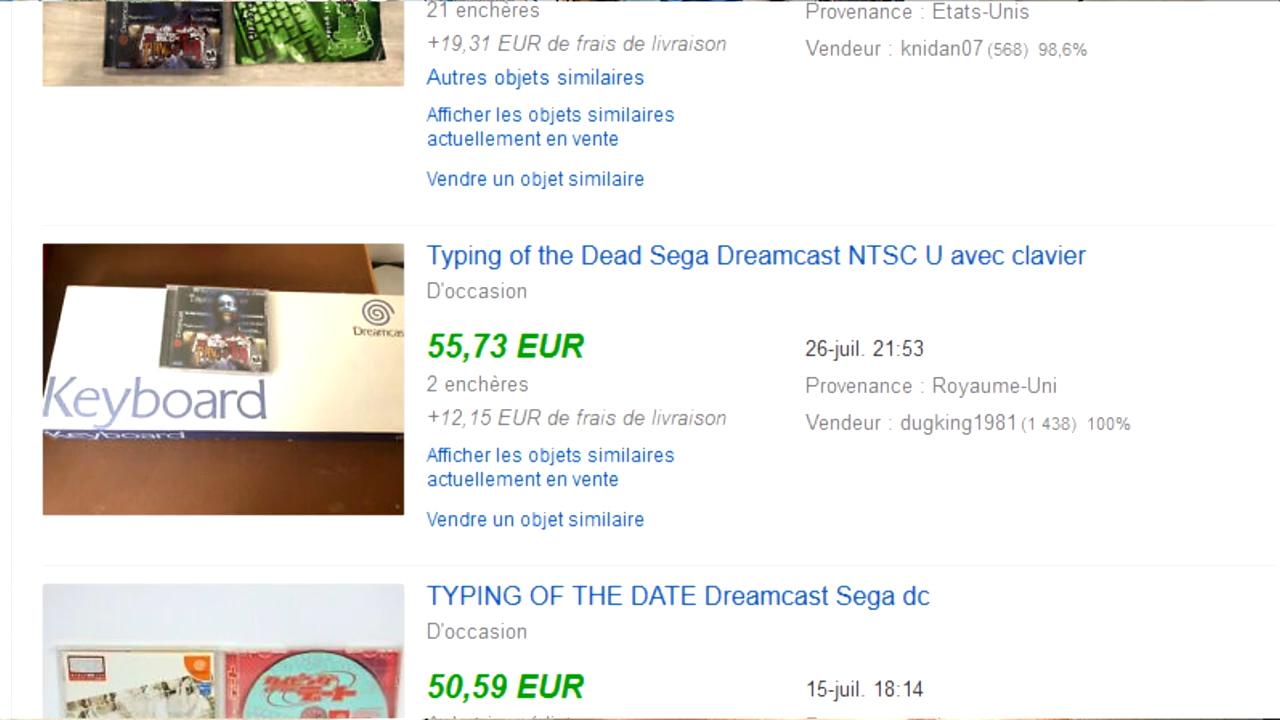 21 enchères
Provenance : Etats-Unis
+19,31 EUR de frais de livraison
Vendeur : knidan07 (568) 98,6%
Autres objets similaires
Afficher les objets similaires
actuellement en vente
Vendre un objet similaire
Typing of the Dead Sega Dreamcast NTSC U avec clavier
D'occasion
55,73 EUR
26-juil. 21:53
2 enchères
Provenance : Royaume-Uni
+12,15 EUR de frais de livraison
Vendeur : dugking1981 (1 438) 100%
Afficher les objets similaires
actuellement en vente
Vendre un objet similaire
Keyboard
Keyboard
TYPING OF THE DATE Dreamcast Sega dc
D'occasion
50,59 EUR
15-juil. 18:14